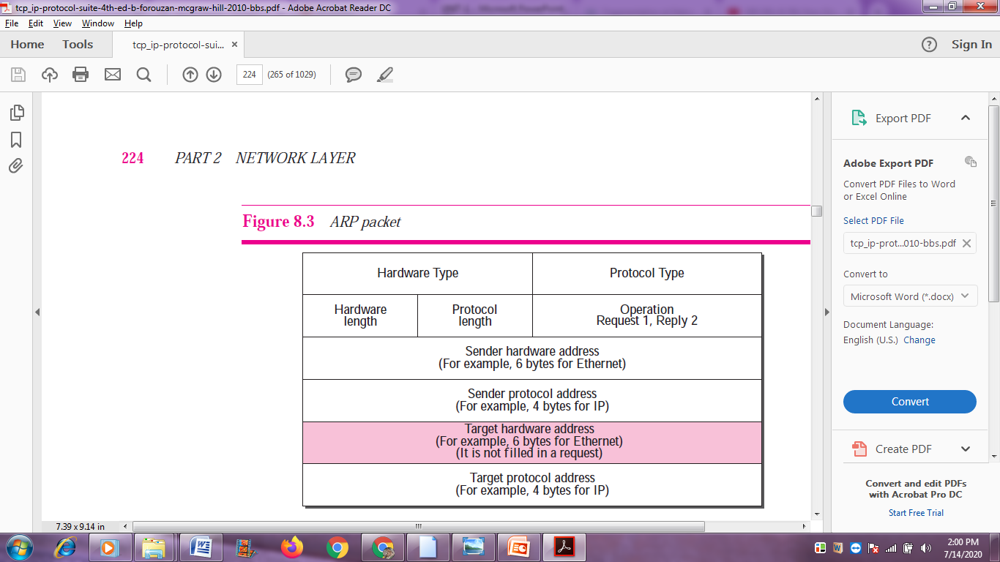 tcp_ip-protocol-suite-4th-ed-b-forouzan-mcgraw-hill-2010-bbs.pdf - Adobe Acrobat Reader DC
File Edit View Window Help
Home Tools tcp_ip-protocol-sui... × Sign In
224 (265 of 1029)
224 PART 2 NETWORK LAYER
Figure 8.3 ARP packet
Hardware Type Protocol Type
Hardware
length
Protocol
length
Operation
Request 1, Reply 2
Sender hardware address
(For example, 6 bytes for Ethernet)
Sender protocol address
(For example, 4 bytes for IP)
Target hardware address
(For example, 6 bytes for Ethernet)
(It is not filled in a request)
Target protocol address
(For example, 4 bytes for IP)
7.39 x 9.14 in
Export PDF
Adobe Export PDF
Convert PDF Files to Word
or Excel Online
Select PDF File
tcp_ip-prot...010-bbs.pdf
Convert to
Microsoft Word (*.docx)
Document Language:
English (U.S.) Change
Convert
Create PDF
Convert and edit PDFs
with Acrobat Pro DC
Start Free Trial
2:00 PM
7/14/2020